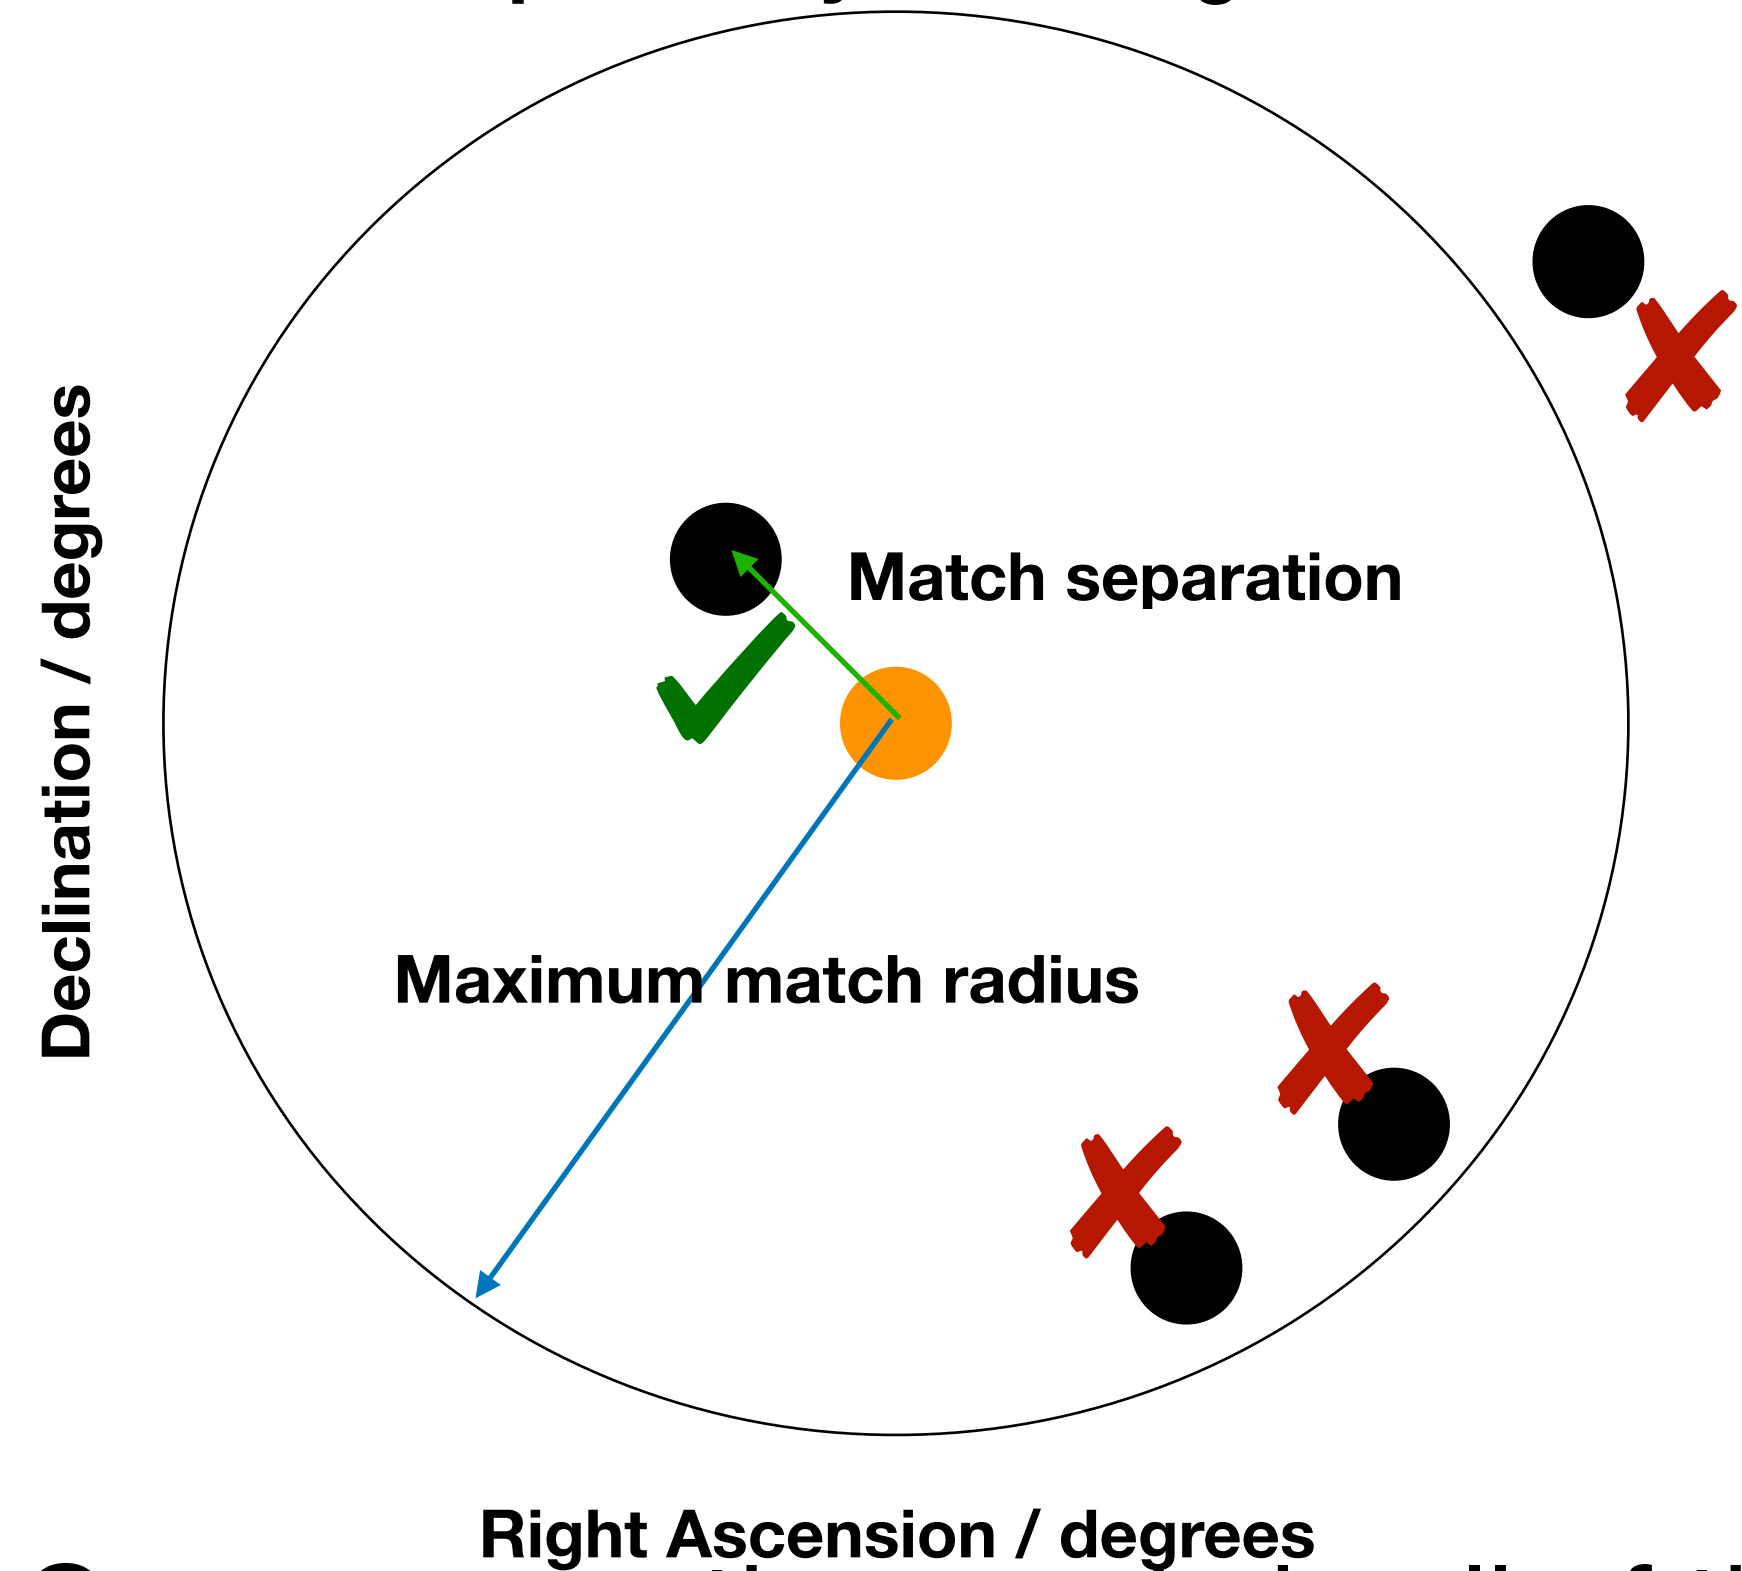 Declination / degrees
Match separation
Maximum match radius
Right Ascension / degrees